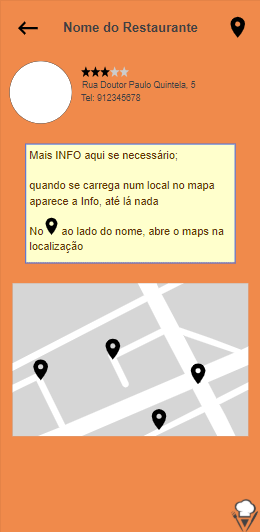 Nome do Restaurante
Rua Doutor Paulo Quintela, 5
Tel: 912345678
Mais INFO aqui se necessário;
quando se carrega num local no mapa
aparece a Info, até lá nada
No ao lado do nome, abre o maps na
localização